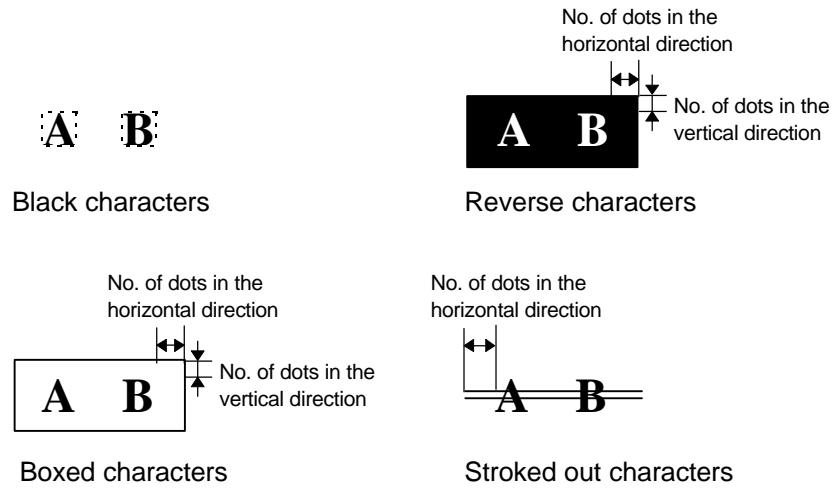 No. of dots in the
horizontal direction
A B
A B
No. of dots in the
vertical direction
Black characters
Reverse characters
No. of dots in the
horizontal direction
No. of dots in the
horizontal direction
A B
No. of dots in the
vertical direction
A B
Boxed characters
Stroked out characters